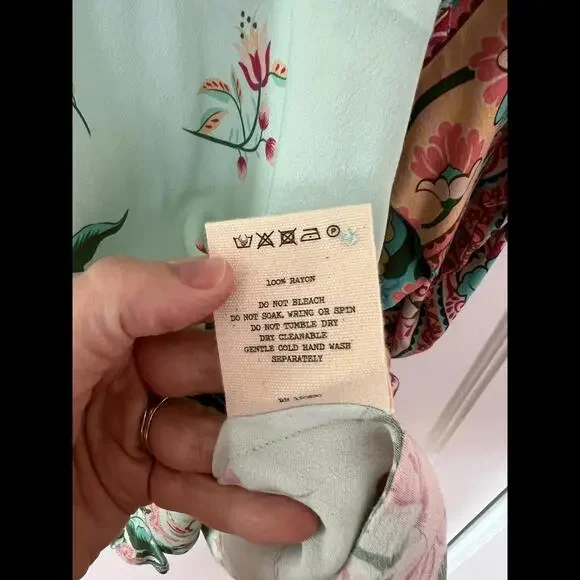 100% RAYON
DO NOT BLEACH
DO NOT SOAK, WRING OR SPIN
DO NOT TUMBLE DRY
DRY CLEANABLE
GENTLE COLD HAND WASH
SEPARATELY